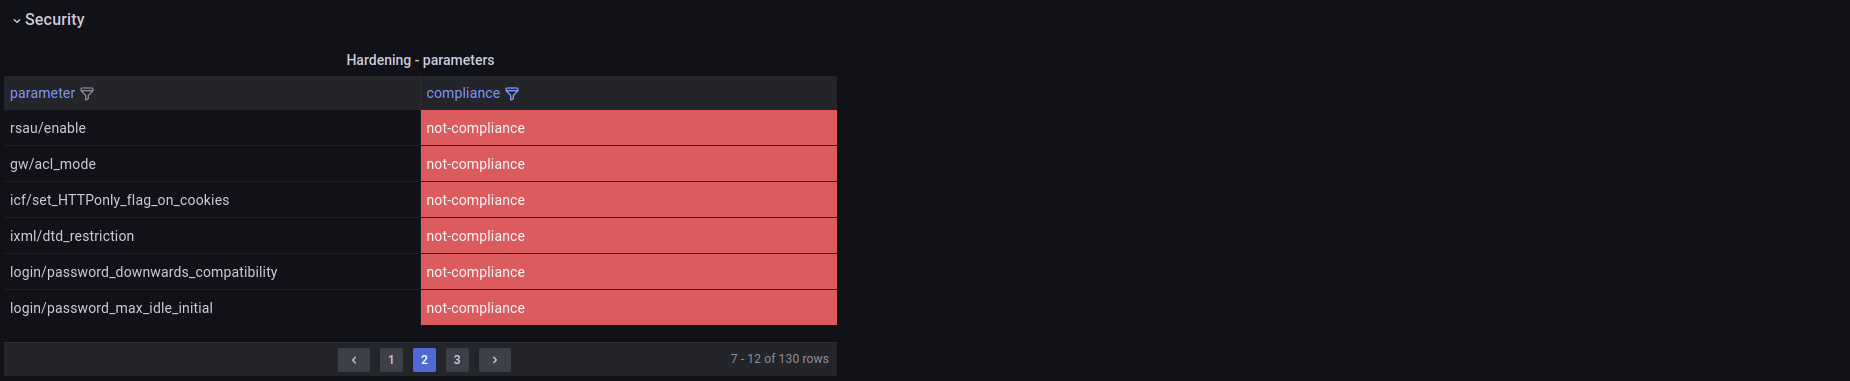 Security
Hardening - parameters
parameter compliance
rsau/enable not-compliance
gw/acl_mode not-compliance
icf/set_HTTPonly_flag_on_cookies not-compliance
ixml/dtd_restriction not-compliance
login/password_downwards_compatibility not-compliance
login/password_max_idle_initial not-compliance
1 2 3 7 - 12 of 130 rows